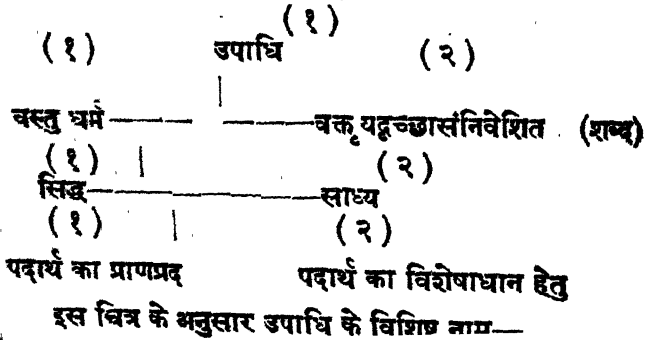 (१)
(१) उपाधि (२)
वस्तु धर्म वक्तृ यदृच्छासंनिवेशित (शब्द)
(१) (२)
सिद्ध साध्य
(१) (२)
पदार्थ का प्राणप्रद पदार्थ का विशेषाधान हेतु
इस चित्र के अनुसार उपाधि के विशिष्ट नाम—